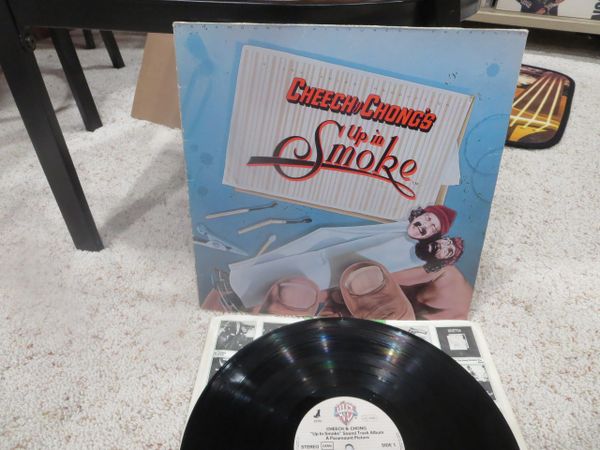 CHEECH & CHONG'S
Up in
Smoke
CHEECH & CHONG
"Up In Smoke" Sound Track Album
A Paramount Picture
STEREO
SIDE 1